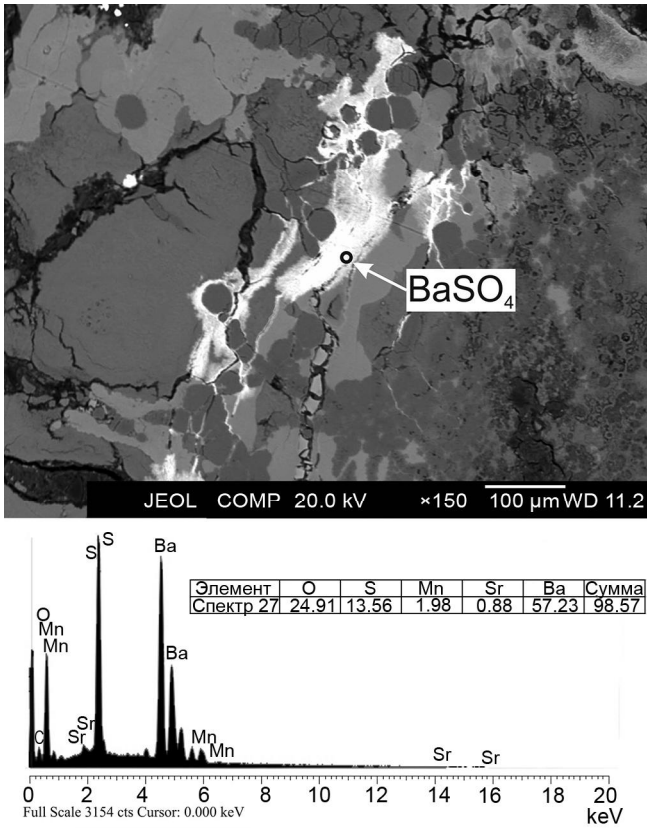 BaSO₄
JEOL COMP 20.0 kV ×150 100 µm WD 11.2
S S Ba
O
Mn
Mn
Ba
C Sr Sr Mn Mn Sr Sr
Элемент O S Mn Sr Ba Сумма
Спектр 27 24.91 13.56 1.98 0.88 57.23 98.57
0 2 4 6 8 10 12 14 16 18 20
Full Scale 3154 cts Cursor: 0.000 keV keV